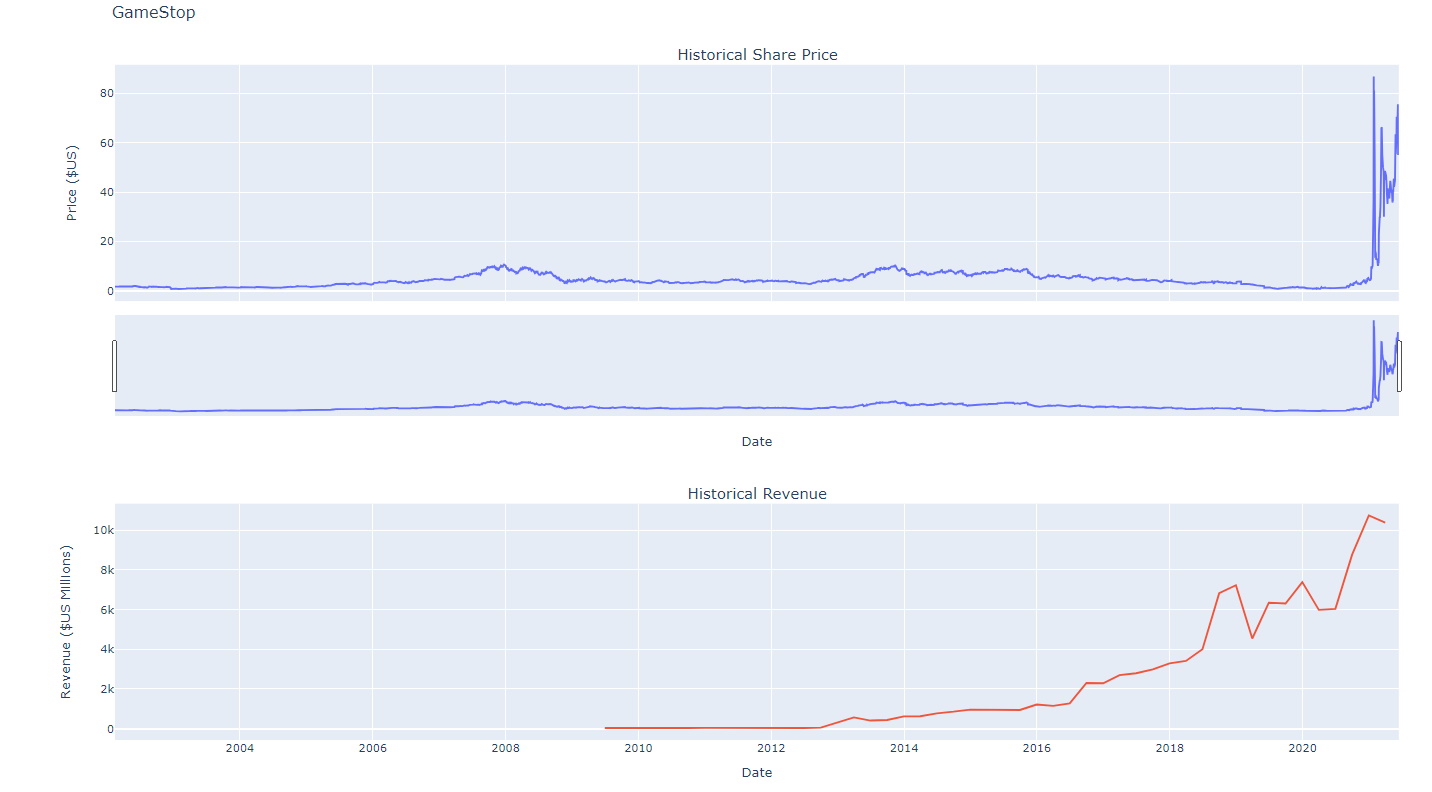 GameStop
Historical Share Price
80
60
40
20
0
Price ($US)
Date
Historical Revenue
10k
8k
6k
4k
2k
0
Revenue ($US Millions)
2004 2006 2008 2010 2012 2014 2016 2018 2020
Date